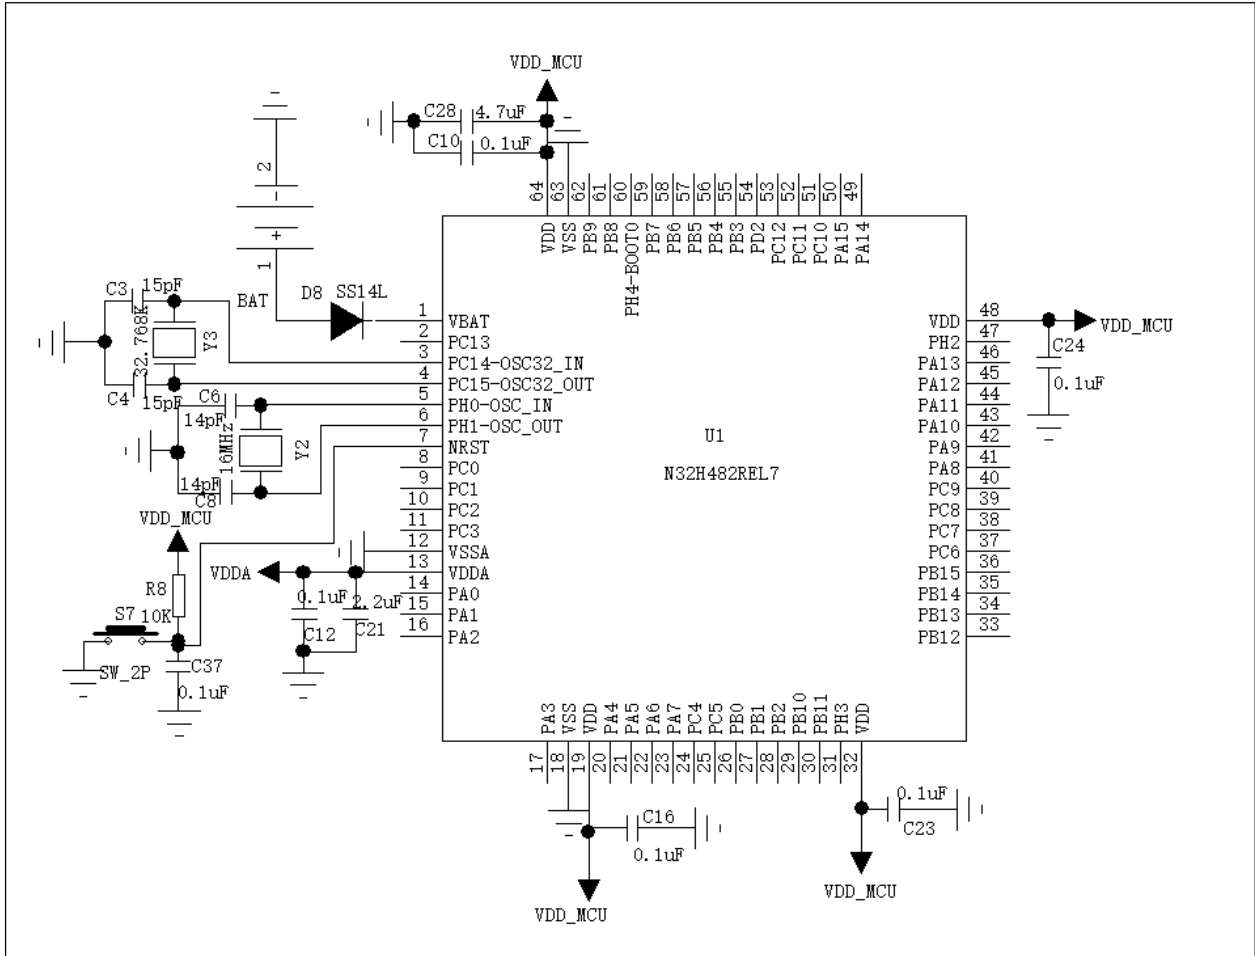 VDD_MCU
C28 4.7uF
C10 0.1uF
2
-
+
1
BAT
D8 SS14L
C3 15pF
32.768K
Y3
C4 15pF
C6
14pF
16MHz
Y2
14pF
C8
VDD_MCU
R8
10K
S7
SW_2P
C37
0.1uF
VDDA
0.1uF 2.2uF
C12 C21
64 63 62 61 60 59 58 57 56 55 54 53 52 51 50 49
VDD VSS PB9 PB8 PH4-BOOT0 PB7 PB6 PB5 PB4 PB3 PD2 PC12 PC11 PC10 PA15 PA14
1 VBAT
2 PC13
3 PC14-OSC32_IN
4 PC15-OSC32_OUT
5 PH0-OSC_IN
6 PH1-OSC_OUT
7 NRST
8 PC0
9 PC1
10 PC2
11 PC3
12 VSSA
13 VDDA
14 PA0
15 PA1
16 PA2
U1
N32H482REL7
VDD 48
PH2 47
PA13 46
PA12 45
PA11 44
PA10 43
PA9 42
PA8 41
PC9 40
PC8 39
PC7 38
PC6 37
PB15 36
PB14 35
PB13 34
PB12 33
VDD_MCU
C24
0.1uF
PA3 VSS VDD PA4 PA5 PA6 PA7 PC4 PC5 PB0 PB1 PB2 PB10 PB11 PH3 VDD
17 18 19 20 21 22 23 24 25 26 27 28 29 30 31 32
C16
0.1uF
VDD_MCU
0.1uF
C23
VDD_MCU